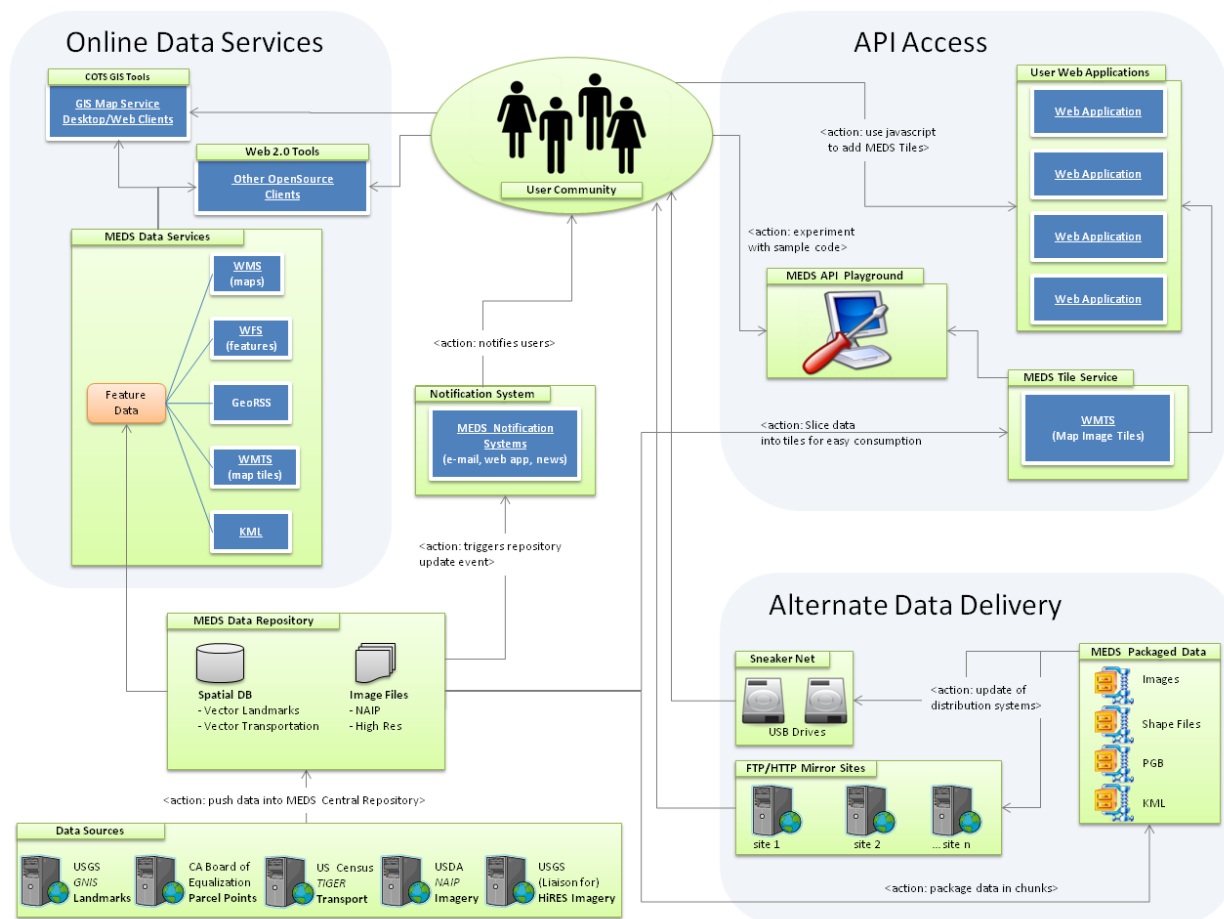 Online Data Services
COTS GIS Tools
GIS Map Service
Desktop/Web Clients
Web 2.0 Tools
Other OpenSource
Clients
MEDS Data Services
WMS
(maps)
WFS
(features)
GeoRSS
WMTS
(map tiles)
KML
Feature
Data
User Community
<action: notifies users>
Notification System
MEDS Notification
Systems
(e-mail, web app, news)
<action: triggers repository
update event>
API Access
User Web Applications
Web Application
Web Application
Web Application
Web Application
<action: use javascript
to add MEDS Tiles>
<action: experiment
with sample code>
MEDS API Playground
MEDS Tile Service
WMTS
(Map Image Tiles)
<action: Slice data
into tiles for easy consumption
MEDS Data Repository
Spatial DB
- Vector Landmarks
- Vector Transportation
Image Files
- NAIP
- High Res
<action: push data into MEDS Central Repository>
Data Sources
USGS
GNIS
Landmarks
CA Board of
Equalization
Parcel Points
US Census
TIGER
Transport
USDA
NAIP
Imagery
USGS
(Liaison for)
HiRES Imagery
Alternate Data Delivery
Sneaker Net
USB Drives
<action: update of
distribution systems>
MEDS Packaged Data
Images
Shape Files
PGB
KML
FTP/HTTP Mirror Sites
site 1
site 2
... site n
<action: package data in chunks>